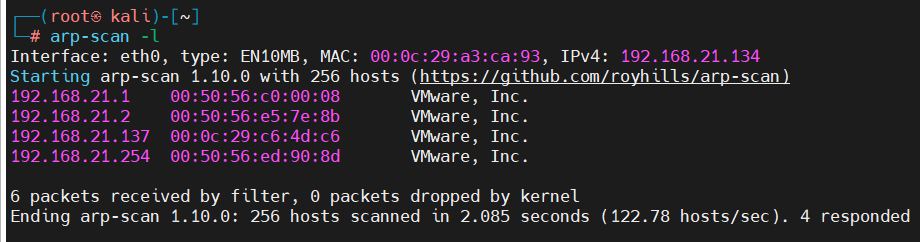 ┌──(root㉿ kali)-[~]
└─# arp-scan -l
Interface: eth0, type: EN10MB, MAC: 00:0c:29:a3:ca:93, IPv4: 192.168.21.134
Starting arp-scan 1.10.0 with 256 hosts (https://github.com/royhills/arp-scan)
192.168.21.1    00:50:56:c0:00:08       VMware, Inc.
192.168.21.2    00:50:56:e5:7e:8b       VMware, Inc.
192.168.21.137  00:0c:29:c6:4d:c6       VMware, Inc.
192.168.21.254  00:50:56:ed:90:8d       VMware, Inc.
6 packets received by filter, 0 packets dropped by kernel
Ending arp-scan 1.10.0: 256 hosts scanned in 2.085 seconds (122.78 hosts/sec). 4 responded